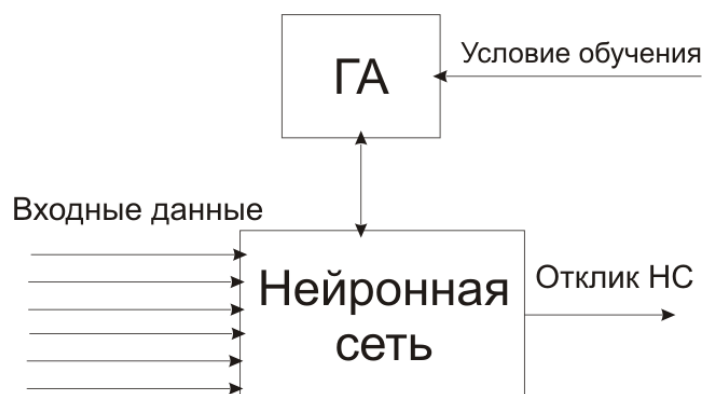 ГА
Условие обучения
Входные данные
Нейронная
сеть
Отклик НС